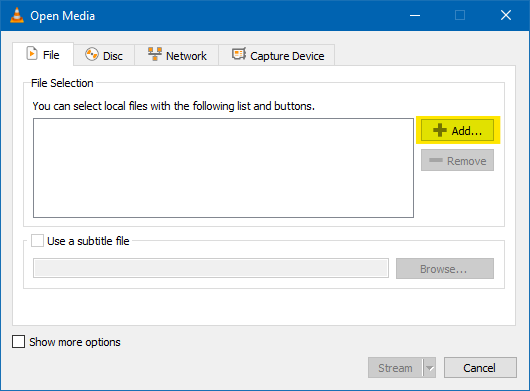 Open Media
File Disc Network Capture Device
File Selection
You can select local files with the following list and buttons.
Add...
Remove
Use a subtitle file
Browse...
Show more options
Stream Cancel